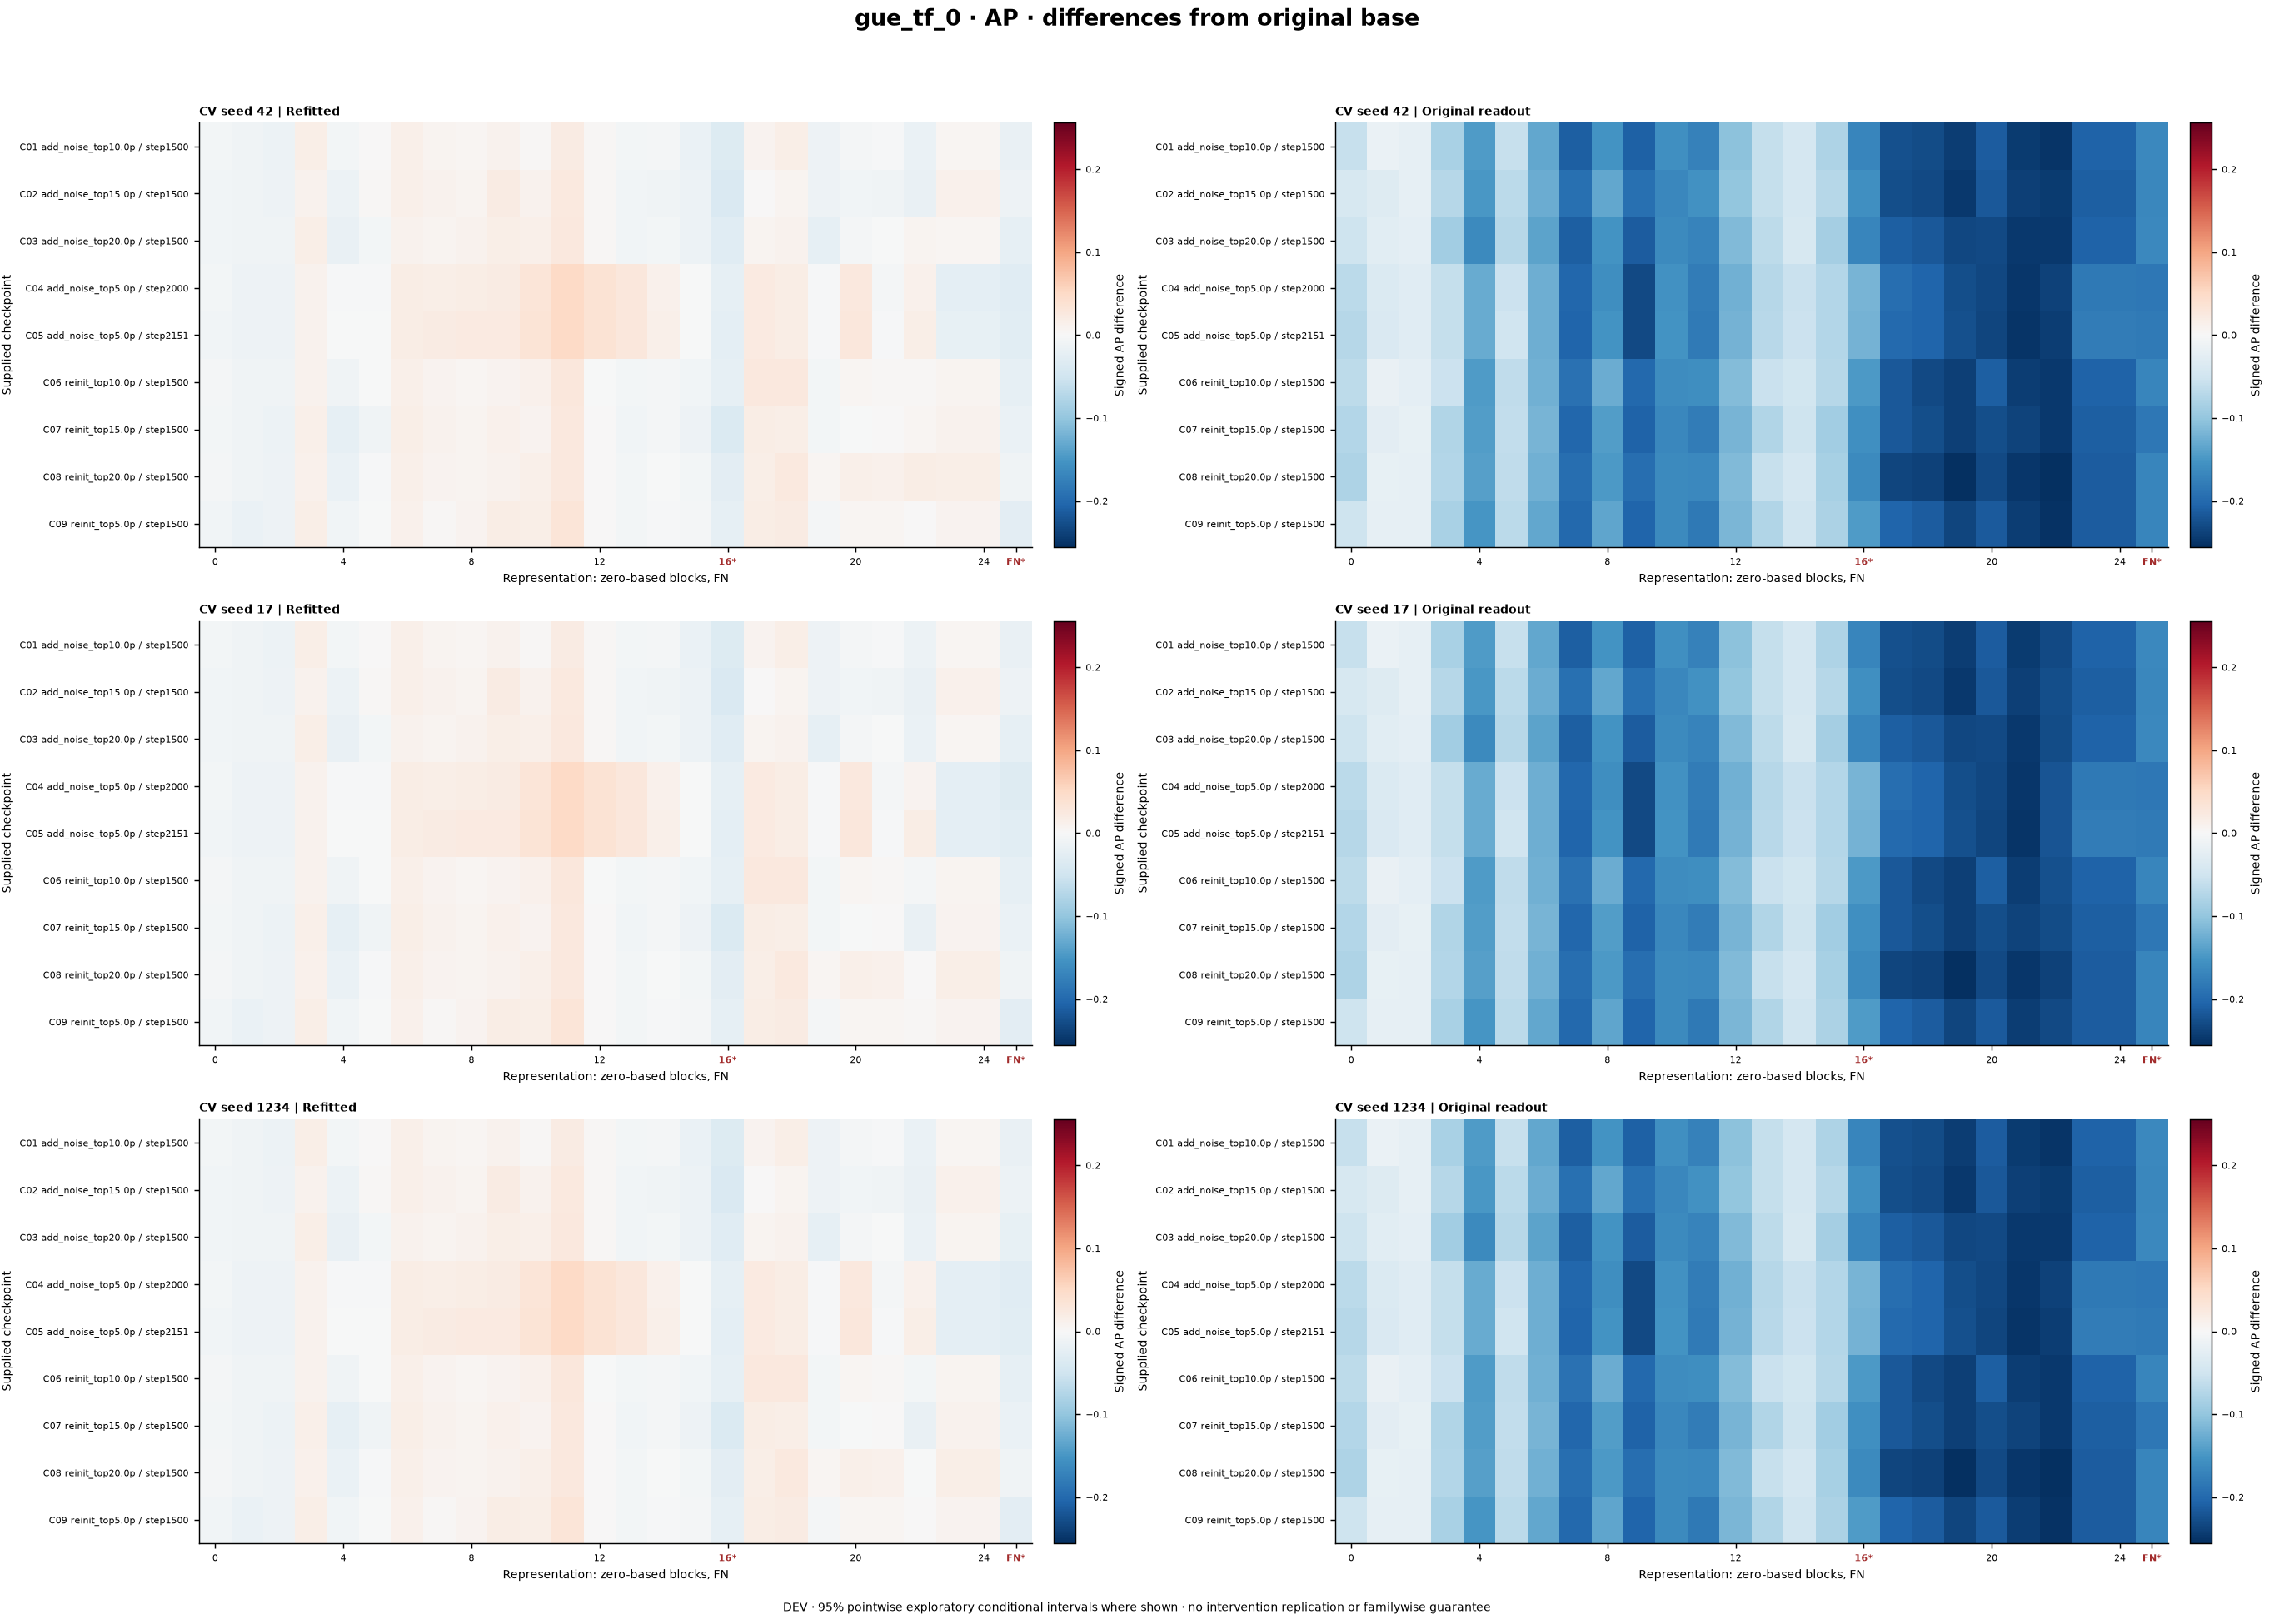 gue_tf_0 · AP · differences from original base
CV seed 42 | Refitted
Supplied checkpoint
C01 add_noise_top10.0p / step1500
C02 add_noise_top15.0p / step1500
C03 add_noise_top20.0p / step1500
C04 add_noise_top5.0p / step2000
C05 add_noise_top5.0p / step2151
C06 reinit_top10.0p / step1500
C07 reinit_top15.0p / step1500
C08 reinit_top20.0p / step1500
C09 reinit_top5.0p / step1500
0 4 8 12 16* 20 24 FN*
Representation: zero-based blocks, FN
0.2
0.1
0.0
−0.1
−0.2
Signed AP difference
CV seed 42 | Original readout
Supplied checkpoint
C01 add_noise_top10.0p / step1500
C02 add_noise_top15.0p / step1500
C03 add_noise_top20.0p / step1500
C04 add_noise_top5.0p / step2000
C05 add_noise_top5.0p / step2151
C06 reinit_top10.0p / step1500
C07 reinit_top15.0p / step1500
C08 reinit_top20.0p / step1500
C09 reinit_top5.0p / step1500
0 4 8 12 16* 20 24 FN*
Representation: zero-based blocks, FN
0.2
0.1
0.0
−0.1
−0.2
Signed AP difference
CV seed 17 | Refitted
Supplied checkpoint
C01 add_noise_top10.0p / step1500
C02 add_noise_top15.0p / step1500
C03 add_noise_top20.0p / step1500
C04 add_noise_top5.0p / step2000
C05 add_noise_top5.0p / step2151
C06 reinit_top10.0p / step1500
C07 reinit_top15.0p / step1500
C08 reinit_top20.0p / step1500
C09 reinit_top5.0p / step1500
0 4 8 12 16* 20 24 FN*
Representation: zero-based blocks, FN
0.2
0.1
0.0
−0.1
−0.2
Signed AP difference
CV seed 17 | Original readout
Supplied checkpoint
C01 add_noise_top10.0p / step1500
C02 add_noise_top15.0p / step1500
C03 add_noise_top20.0p / step1500
C04 add_noise_top5.0p / step2000
C05 add_noise_top5.0p / step2151
C06 reinit_top10.0p / step1500
C07 reinit_top15.0p / step1500
C08 reinit_top20.0p / step1500
C09 reinit_top5.0p / step1500
0 4 8 12 16* 20 24 FN*
Representation: zero-based blocks, FN
0.2
0.1
0.0
−0.1
−0.2
Signed AP difference
CV seed 1234 | Refitted
Supplied checkpoint
C01 add_noise_top10.0p / step1500
C02 add_noise_top15.0p / step1500
C03 add_noise_top20.0p / step1500
C04 add_noise_top5.0p / step2000
C05 add_noise_top5.0p / step2151
C06 reinit_top10.0p / step1500
C07 reinit_top15.0p / step1500
C08 reinit_top20.0p / step1500
C09 reinit_top5.0p / step1500
0 4 8 12 16* 20 24 FN*
Representation: zero-based blocks, FN
0.2
0.1
0.0
−0.1
−0.2
Signed AP difference
CV seed 1234 | Original readout
Supplied checkpoint
C01 add_noise_top10.0p / step1500
C02 add_noise_top15.0p / step1500
C03 add_noise_top20.0p / step1500
C04 add_noise_top5.0p / step2000
C05 add_noise_top5.0p / step2151
C06 reinit_top10.0p / step1500
C07 reinit_top15.0p / step1500
C08 reinit_top20.0p / step1500
C09 reinit_top5.0p / step1500
0 4 8 12 16* 20 24 FN*
Representation: zero-based blocks, FN
0.2
0.1
0.0
−0.1
−0.2
Signed AP difference
DEV · 95% pointwise exploratory conditional intervals where shown · no intervention replication or familywise guarantee